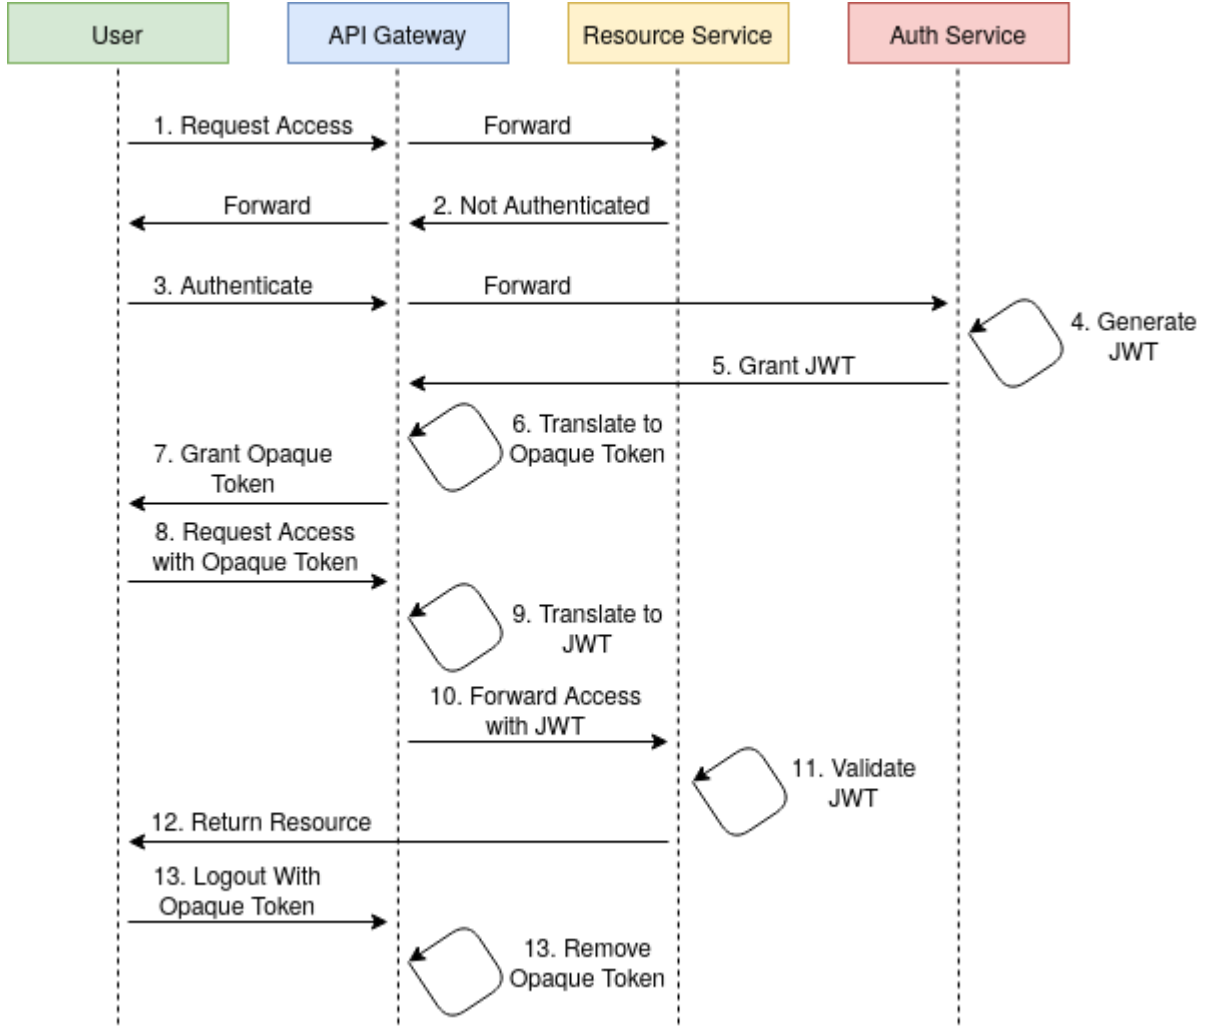 User
API Gateway
Resource Service
Auth Service
1. Request Access
Forward
Forward
2. Not Authenticated
3. Authenticate
Forward
4. Generate
JWT
5. Grant JWT
6. Translate to
Opaque Token
7. Grant Opaque
Token
8. Request Access
with Opaque Token
9. Translate to
JWT
10. Forward Access
with JWT
11. Validate
JWT
12. Return Resource
13. Logout With
Opaque Token
13. Remove
Opaque Token